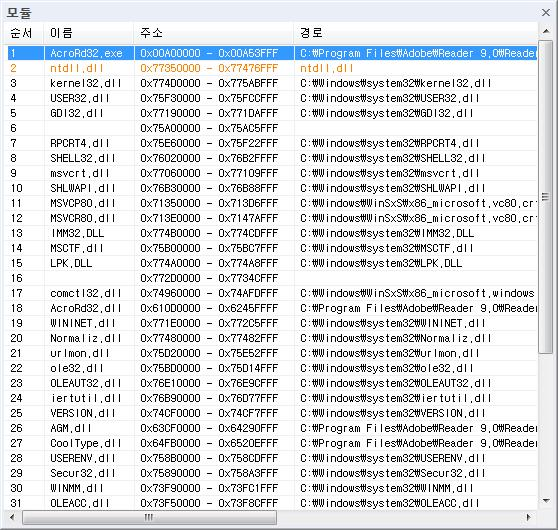 모듈
순서 이름 주소 경로
1 AcroRd32.exe 0x00A00000 - 0x00A53FFF C:₩Program Files₩Adobe₩Reader 9.0₩Reader
2 ntdll.dll 0x77350000 - 0x77476FFF ntdll.dll
3 kernel32.dll 0x774D0000 - 0x775ABFFF C:₩Windows₩system32₩kernel32.dll
4 USER32.dll 0x75F30000 - 0x75FCCFFF C:₩Windows₩system32₩USER32.dll
5 GDI32.dll 0x77190000 - 0x771DAFFF C:₩Windows₩system32₩GDI32.dll
6 0x75A00000 - 0x75AC5FFF
7 RPCRT4.dll 0x75E60000 - 0x75F22FFF C:₩Windows₩system32₩RPCRT4.dll
8 SHELL32.dll 0x76020000 - 0x76B2FFFF C:₩Windows₩system32₩SHELL32.dll
9 msvcrt.dll 0x77060000 - 0x77109FFF C:₩Windows₩system32₩msvcrt.dll
10 SHLWAPI.dll 0x76B30000 - 0x76B88FFF C:₩Windows₩system32₩SHLWAPI.dll
11 MSVCP80.dll 0x71350000 - 0x713D6FFF C:₩Windows₩WinSxS₩x86_microsoft.vc80.crt
12 MSVCR80.dll 0x713E0000 - 0x7147AFFF C:₩Windows₩WinSxS₩x86_microsoft.vc80.crt
13 IMM32.DLL 0x774B0000 - 0x774CDFFF C:₩Windows₩system32₩IMM32.DLL
14 MSCTF.dll 0x75B00000 - 0x75BC7FFF C:₩Windows₩system32₩MSCTF.dll
15 LPK.DLL 0x774A0000 - 0x774A8FFF C:₩Windows₩system32₩LPK.DLL
16 0x772D0000 - 0x7734CFFF
17 comctl32.dll 0x74960000 - 0x74AFDFFF C:₩Windows₩WinSxS₩x86_microsoft.windows
18 AcroRd32.dll 0x610D0000 - 0x6245FFFF C:₩Program Files₩Adobe₩Reader 9.0₩Reader
19 WININET.dll 0x771E0000 - 0x772C5FFF C:₩Windows₩system32₩WININET.dll
20 Normaliz.dll 0x77480000 - 0x77482FFF C:₩Windows₩system32₩Normaliz.dll
21 urlmon.dll 0x75D20000 - 0x75E52FFF C:₩Windows₩system32₩urlmon.dll
22 ole32.dll 0x75BD0000 - 0x75D14FFF C:₩Windows₩system32₩ole32.dll
23 OLEAUT32.dll 0x76E10000 - 0x76E9CFFF C:₩Windows₩system32₩OLEAUT32.dll
24 iertutil.dll 0x76B90000 - 0x76D77FFF C:₩Windows₩system32₩iertutil.dll
25 VERSION.dll 0x74CF0000 - 0x74CF7FFF C:₩Windows₩system32₩VERSION.dll
26 AGM.dll 0x63CF0000 - 0x64290FFF C:₩Program Files₩Adobe₩Reader 9.0₩Reader
27 CoolType.dll 0x64FB0000 - 0x6520EFFF C:₩Program Files₩Adobe₩Reader 9.0₩Reader
28 USERENV.dll 0x758B0000 - 0x758CDFFF C:₩Windows₩system32₩USERENV.dll
29 Secur32.dll 0x75890000 - 0x758A3FFF C:₩Windows₩system32₩Secur32.dll
30 WINMM.dll 0x73F90000 - 0x73FC1FFF C:₩Windows₩system32₩WINMM.dll
31 OLEACC.dll 0x73F50000 - 0x73F8CFFF C:₩Windows₩system32₩OLEACC.dll